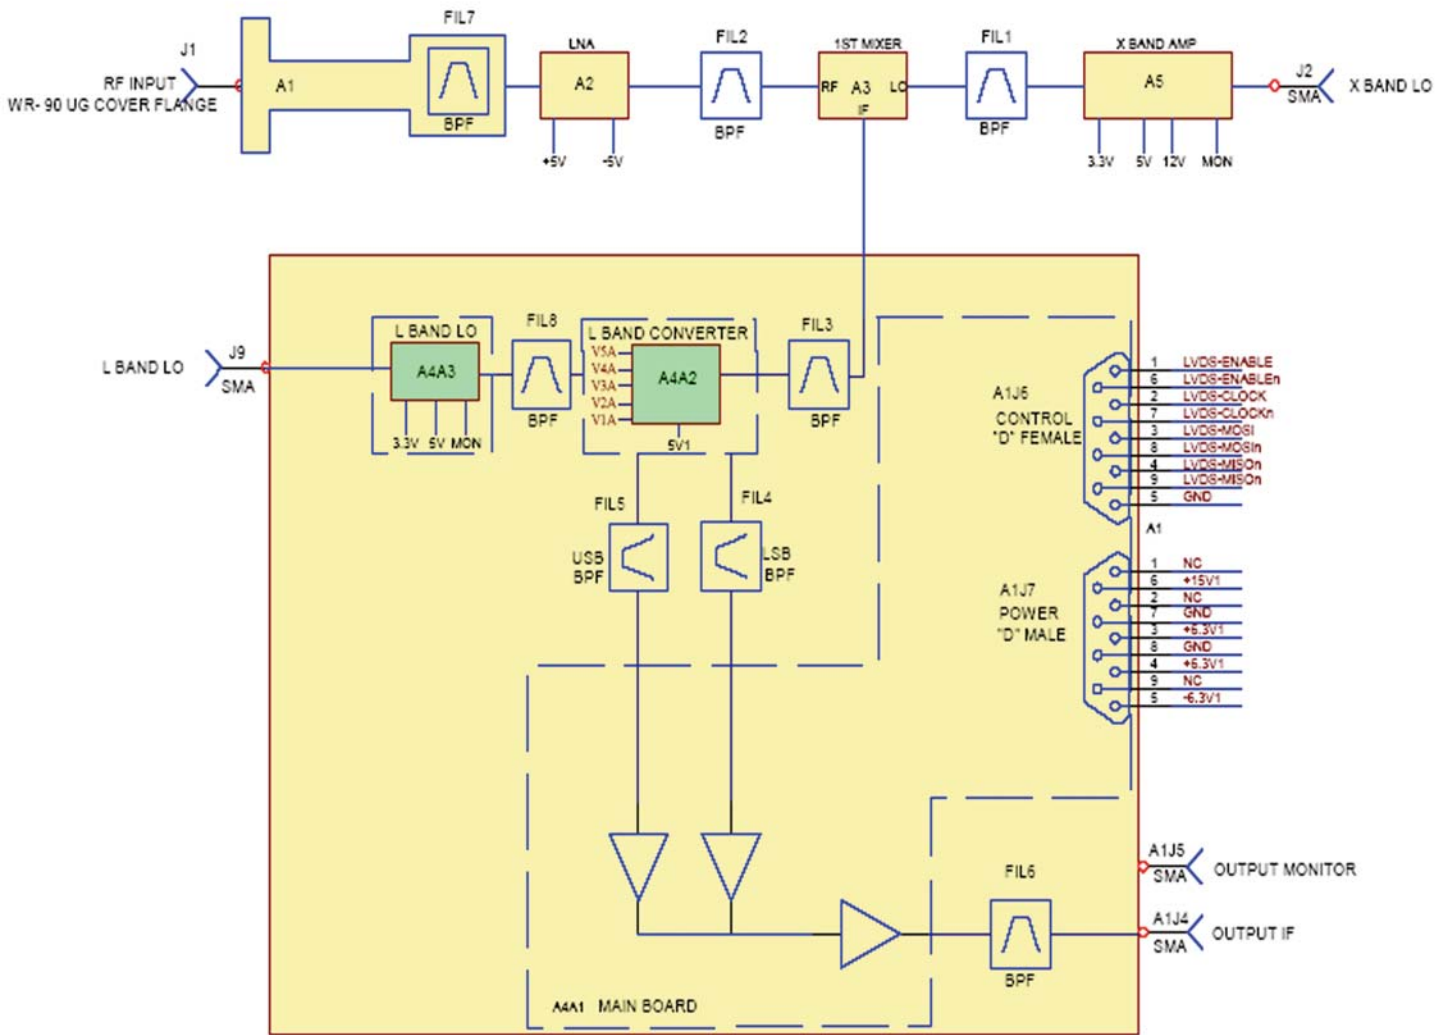 FIL7
J1
RF INPUT
WR- 90 UG COVER FLANGE
A1
BPF
LNA
A2
+5V
-5V
FIL2
BPF
1ST MIXER
RF
A3
LO
IF
FIL1
BPF
X BAND AMP
A5
3.3V
5V
12V
MON
J2
SMA
X BAND LO
L BAND LO
J9
SMA
L BAND LO
A4A3
3.3V
5V
MON
FIL8
BPF
L BAND CONVERTER
V5A
V4A
V3A
V2A
V1A
A4A2
5V1
FIL3
BPF
FIL5
USB
BPF
FIL4
LSB
BPF
A1J6
CONTROL
"D" FEMALE
1 LVDS-ENABLE
6 LVDS-ENABLEn
2 LVDS-CLOCK
7 LVDS-CLOCKn
3 LVDS-MOSI
8 LVDS-MOSIn
4 LVDS-MISOn
9 LVDS-MISOn
5 GND
A1
A1J7
POWER
"D" MALE
1 NC
6 +15V1
2 NC
7 GND
3 +6.3V1
8 GND
4 +6.3V1
9 NC
5 -6.3V1
A1J5
SMA
OUTPUT MONITOR
FIL6
BPF
A1J4
SMA
OUTPUT IF
A4A1 MAIN BOARD